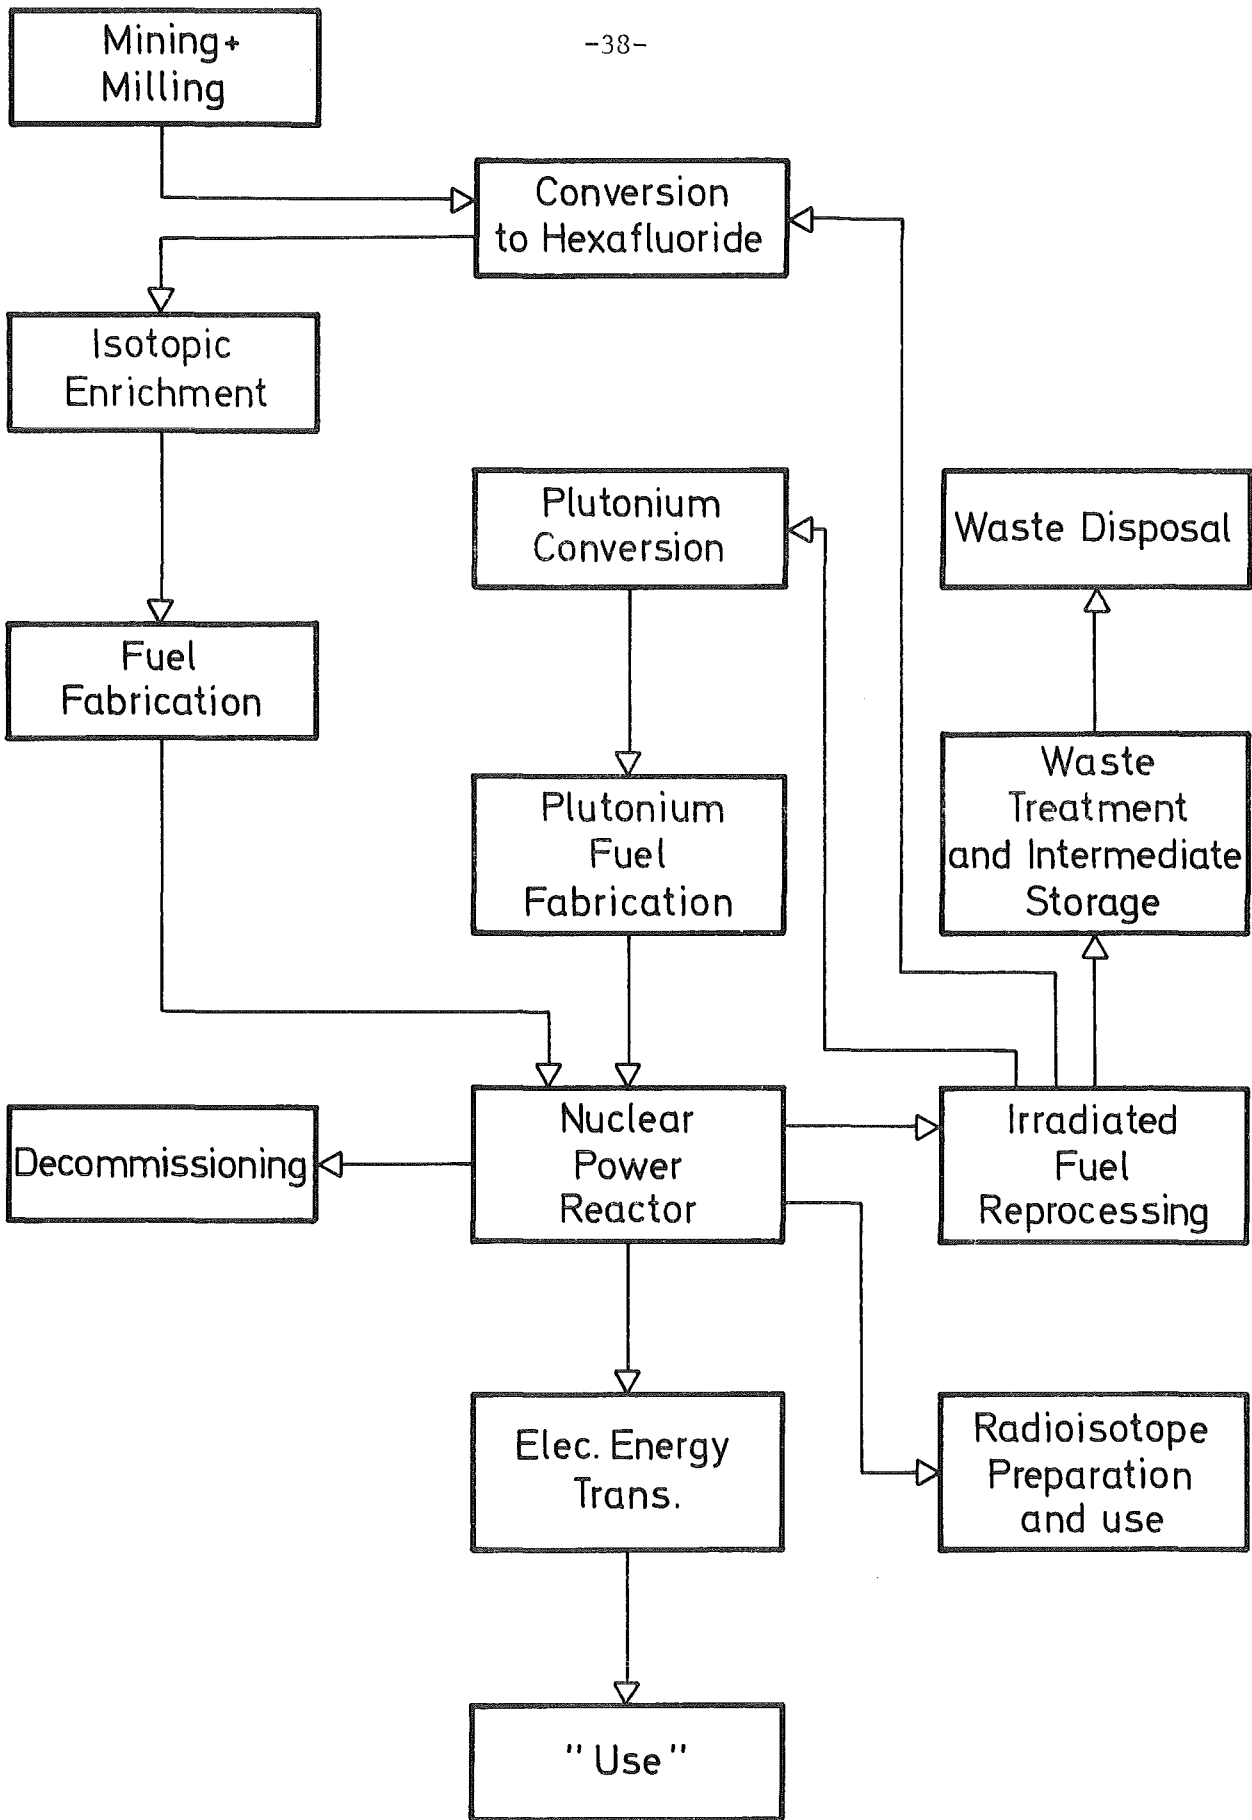 -38-
Mining+
Milling
Conversion
to Hexafluoride
Isotopic
Enrichment
Plutonium
Conversion
Waste Disposal
Fuel
Fabrication
Plutonium
Fuel
Fabrication
Waste
Treatment
and Intermediate
Storage
Decommissioning
Nuclear
Power
Reactor
Irradiated
Fuel
Reprocessing
Elec. Energy
Trans.
Radioisotope
Preparation
and use
"Use"